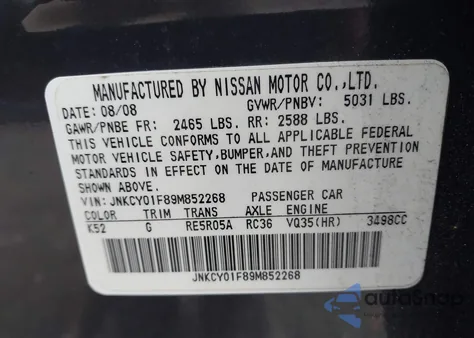 MANUFACTURED BY NISSAN MOTOR CO.,LTD.
DATE: 08/08 GVWR/PNBV: 5031 LBS.
GAWR/PNBE FR: 2465 LBS. RR: 2588 LBS.
THIS VEHICLE CONFORMS TO ALL APPLICABLE FEDERAL
MOTOR VEHICLE SAFETY, BUMPER, AND THEFT PREVENTION
STANDARDS IN EFFECT ON THE DATE OF MANUFACTURE
SHOWN ABOVE.
VIN: JNKCY01F89M852268 PASSENGER CAR
COLOR TRIM TRANS AXLE ENGINE
K52 G RE5R05A RC36 VQ35(HR) 3498CC
JNKCY01F89M852268
autoSnap